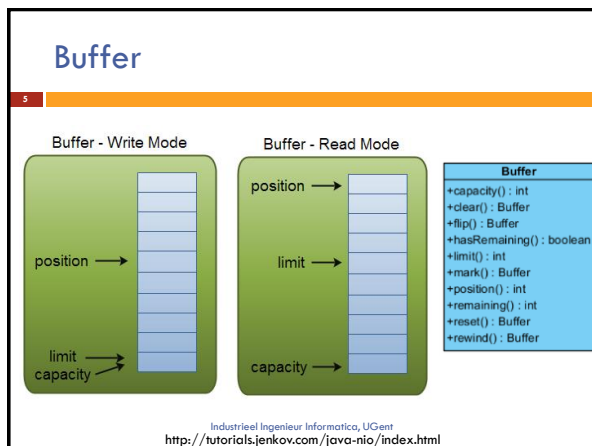 Buffer
5
Buffer - Write Mode
position
limit
capacity
Buffer - Read Mode
position
limit
capacity
Buffer
+capacity() : int
+clear() : Buffer
+flip() : Buffer
+hasRemaining() : boolean
+limit() : int
+mark() : Buffer
+position() : int
+remaining() : int
+reset() : Buffer
+rewind() : Buffer
Industrieel Ingenieur Informatica, UGent
http://tutorials.jenkov.com/java-nio/index.html